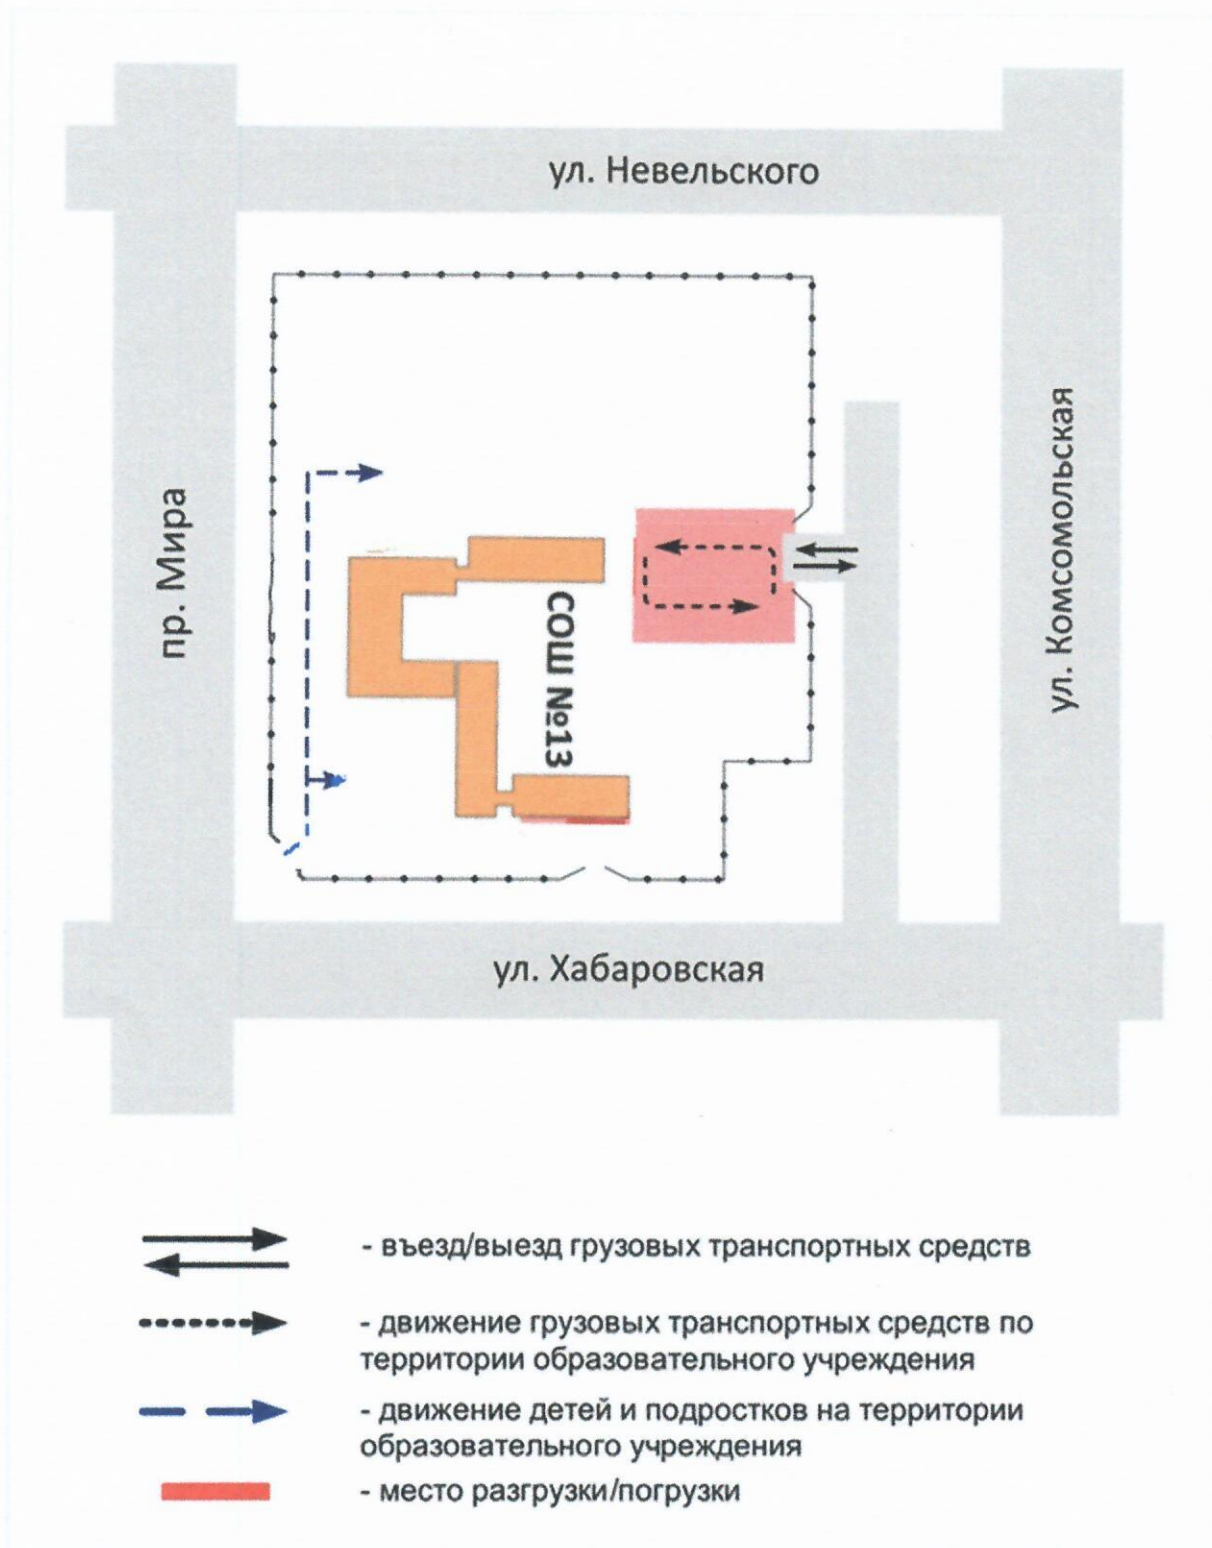 ул. Невельского
пр. Мира
ул. Комсомольская
СОШ №13
ул. Хабаровская
- въезд/выезд грузовых транспортных средств
- движение грузовых транспортных средств по
территории образовательного учреждения
- движение детей и подростков на территории
образовательного учреждения
- место разгрузки/погрузки